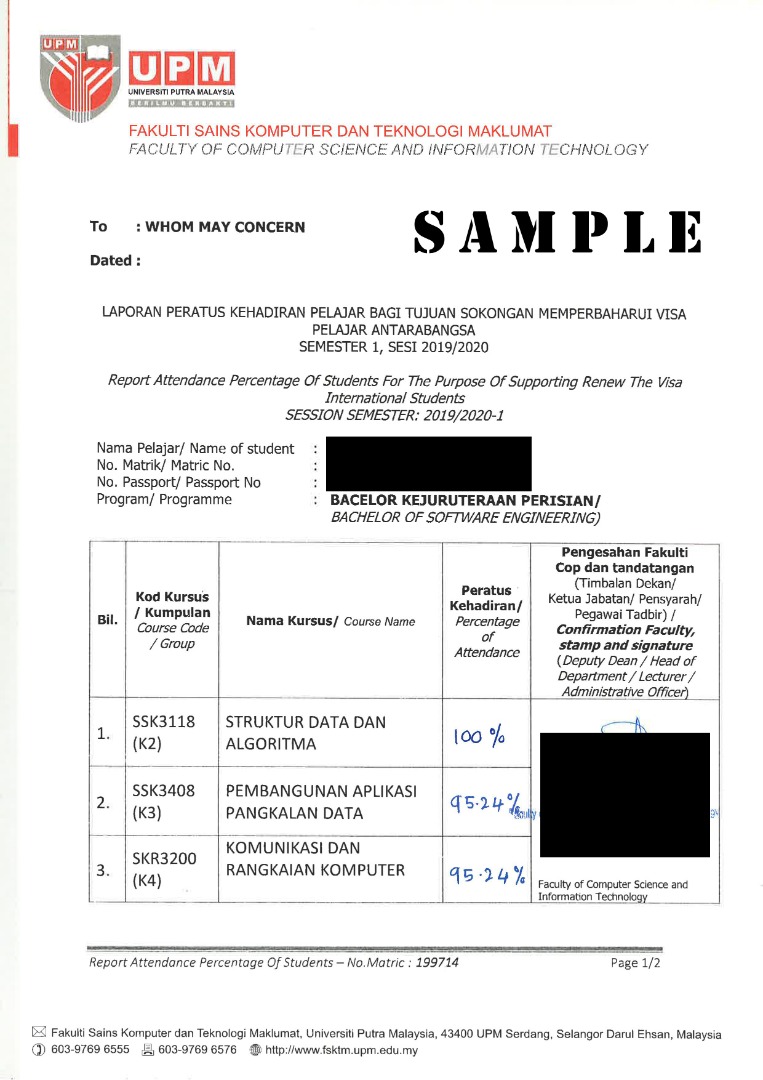 UPM
UPM
UNIVERSITI PUTRA MALAYSIA
BERILMU BERBAKTI
FAKULTI SAINS KOMPUTER DAN TEKNOLOGI MAKLUMAT
FACULTY OF COMPUTER SCIENCE AND INFORMATION TECHNOLOGY
To : WHOM MAY CONCERN
SAMPLE
Dated :
LAPORAN PERATUS KEHADIRAN PELAJAR BAGI TUJUAN SOKONGAN MEMPERBAHARUI VISA
PELAJAR ANTARABANGSA
SEMESTER 1, SESI 2019/2020
Report Attendance Percentage Of Students For The Purpose Of Supporting Renew The Visa
International Students
SESSION SEMESTER: 2019/2020-1
Nama Pelajar/ Name of student :
No. Matrik/ Matric No. :
No. Passport/ Passport No :
Program/ Programme : BACELOR KEJURUTERAAN PERISIAN/
BACHELOR OF SOFTWARE ENGINEERING)
Bil.
Kod Kursus
/ Kumpulan
Course Code
/ Group
Nama Kursus/ Course Name
Peratus
Kehadiran/
Percentage
of
Attendance
Pengesahan Fakulti
Cop dan tandatangan
(Timbalan Dekan/
Ketua Jabatan/ Pensyarah/
Pegawai Tadbir) /
Confirmation Faculty,
stamp and signature
(Deputy Dean / Head of
Department / Lecturer /
Administrative Officer)
1.
SSK3118
(K2)
STRUKTUR DATA DAN
ALGORITMA
100 %
2.
SSK3408
(K3)
PEMBANGUNAN APLIKASI
PANGKALAN DATA
95.24%
3.
SKR3200
(K4)
KOMUNIKASI DAN
RANGKAIAN KOMPUTER
95.24%
Faculty of Computer Science and
Information Technology
Report Attendance Percentage Of Students – No.Matric : 199714
Page 1/2
Fakulti Sains Komputer dan Teknologi Maklumat, Universiti Putra Malaysia, 43400 UPM Serdang, Selangor Darul Ehsan, Malaysia
603-9769 6555 603-9769 6576 http://www.fsktm.upm.edu.my